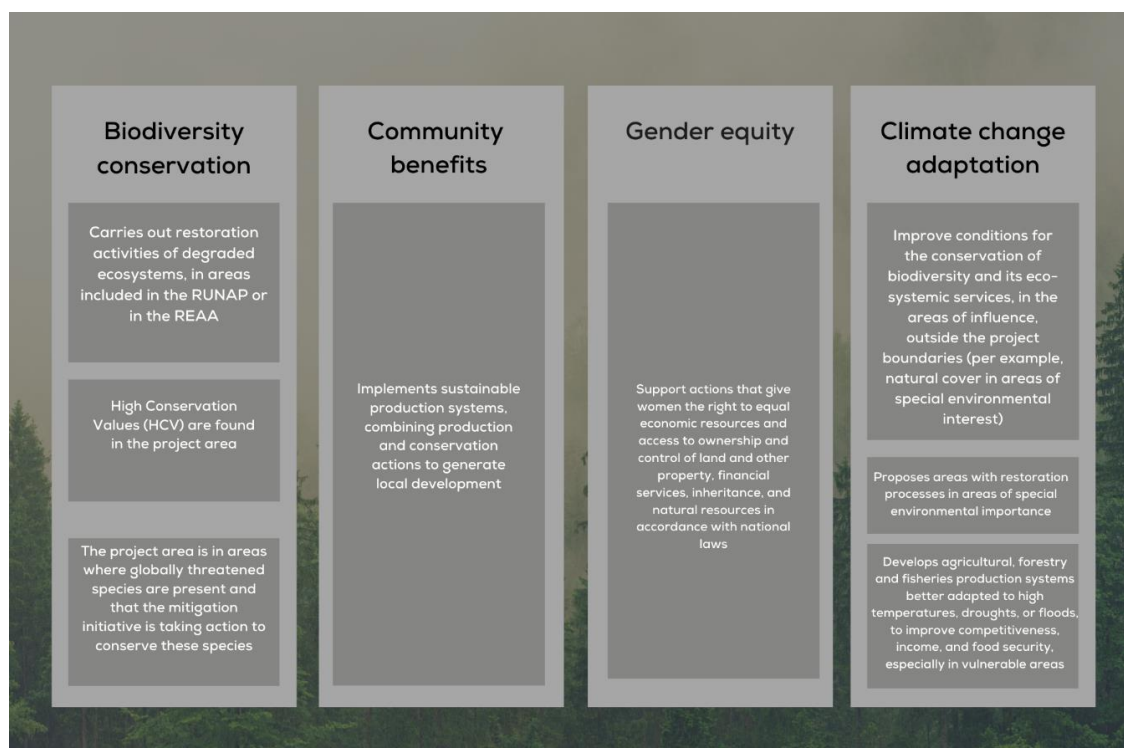 Biodiversity
conservation
Carries out restoration
activities of degraded
ecosystems, in areas
included in the RUNAP or
in the REAA
High Conservation
Values (HCV) are found
in the project area
The project area is in areas
where globally threatened
species are present and
that the mitigation
initiative is taking action to
conserve these species
Community
benefits
Implements sustainable
production systems,
combining production
and conservation
actions to generate
local development
Gender equity
Support actions that give
women the right to equal
economic resources and
access to ownership and
control of land and other
property, financial
services, inheritance, and
natural resources in
accordance with national
laws
Climate change
adaptation
Improve conditions for
the conservation of
biodiversity and its eco-
systemic services, in the
areas of influence,
outside the project
boundaries (per example,
natural cover in areas of
special environmental
interest)
Proposes areas with restoration
processes in areas of special
environmental importance
Develops agricultural, forestry
and fisheries production systems
better adapted to high
temperatures, droughts, or floods,
to improve competitiveness,
income, and food security,
especially in vulnerable areas